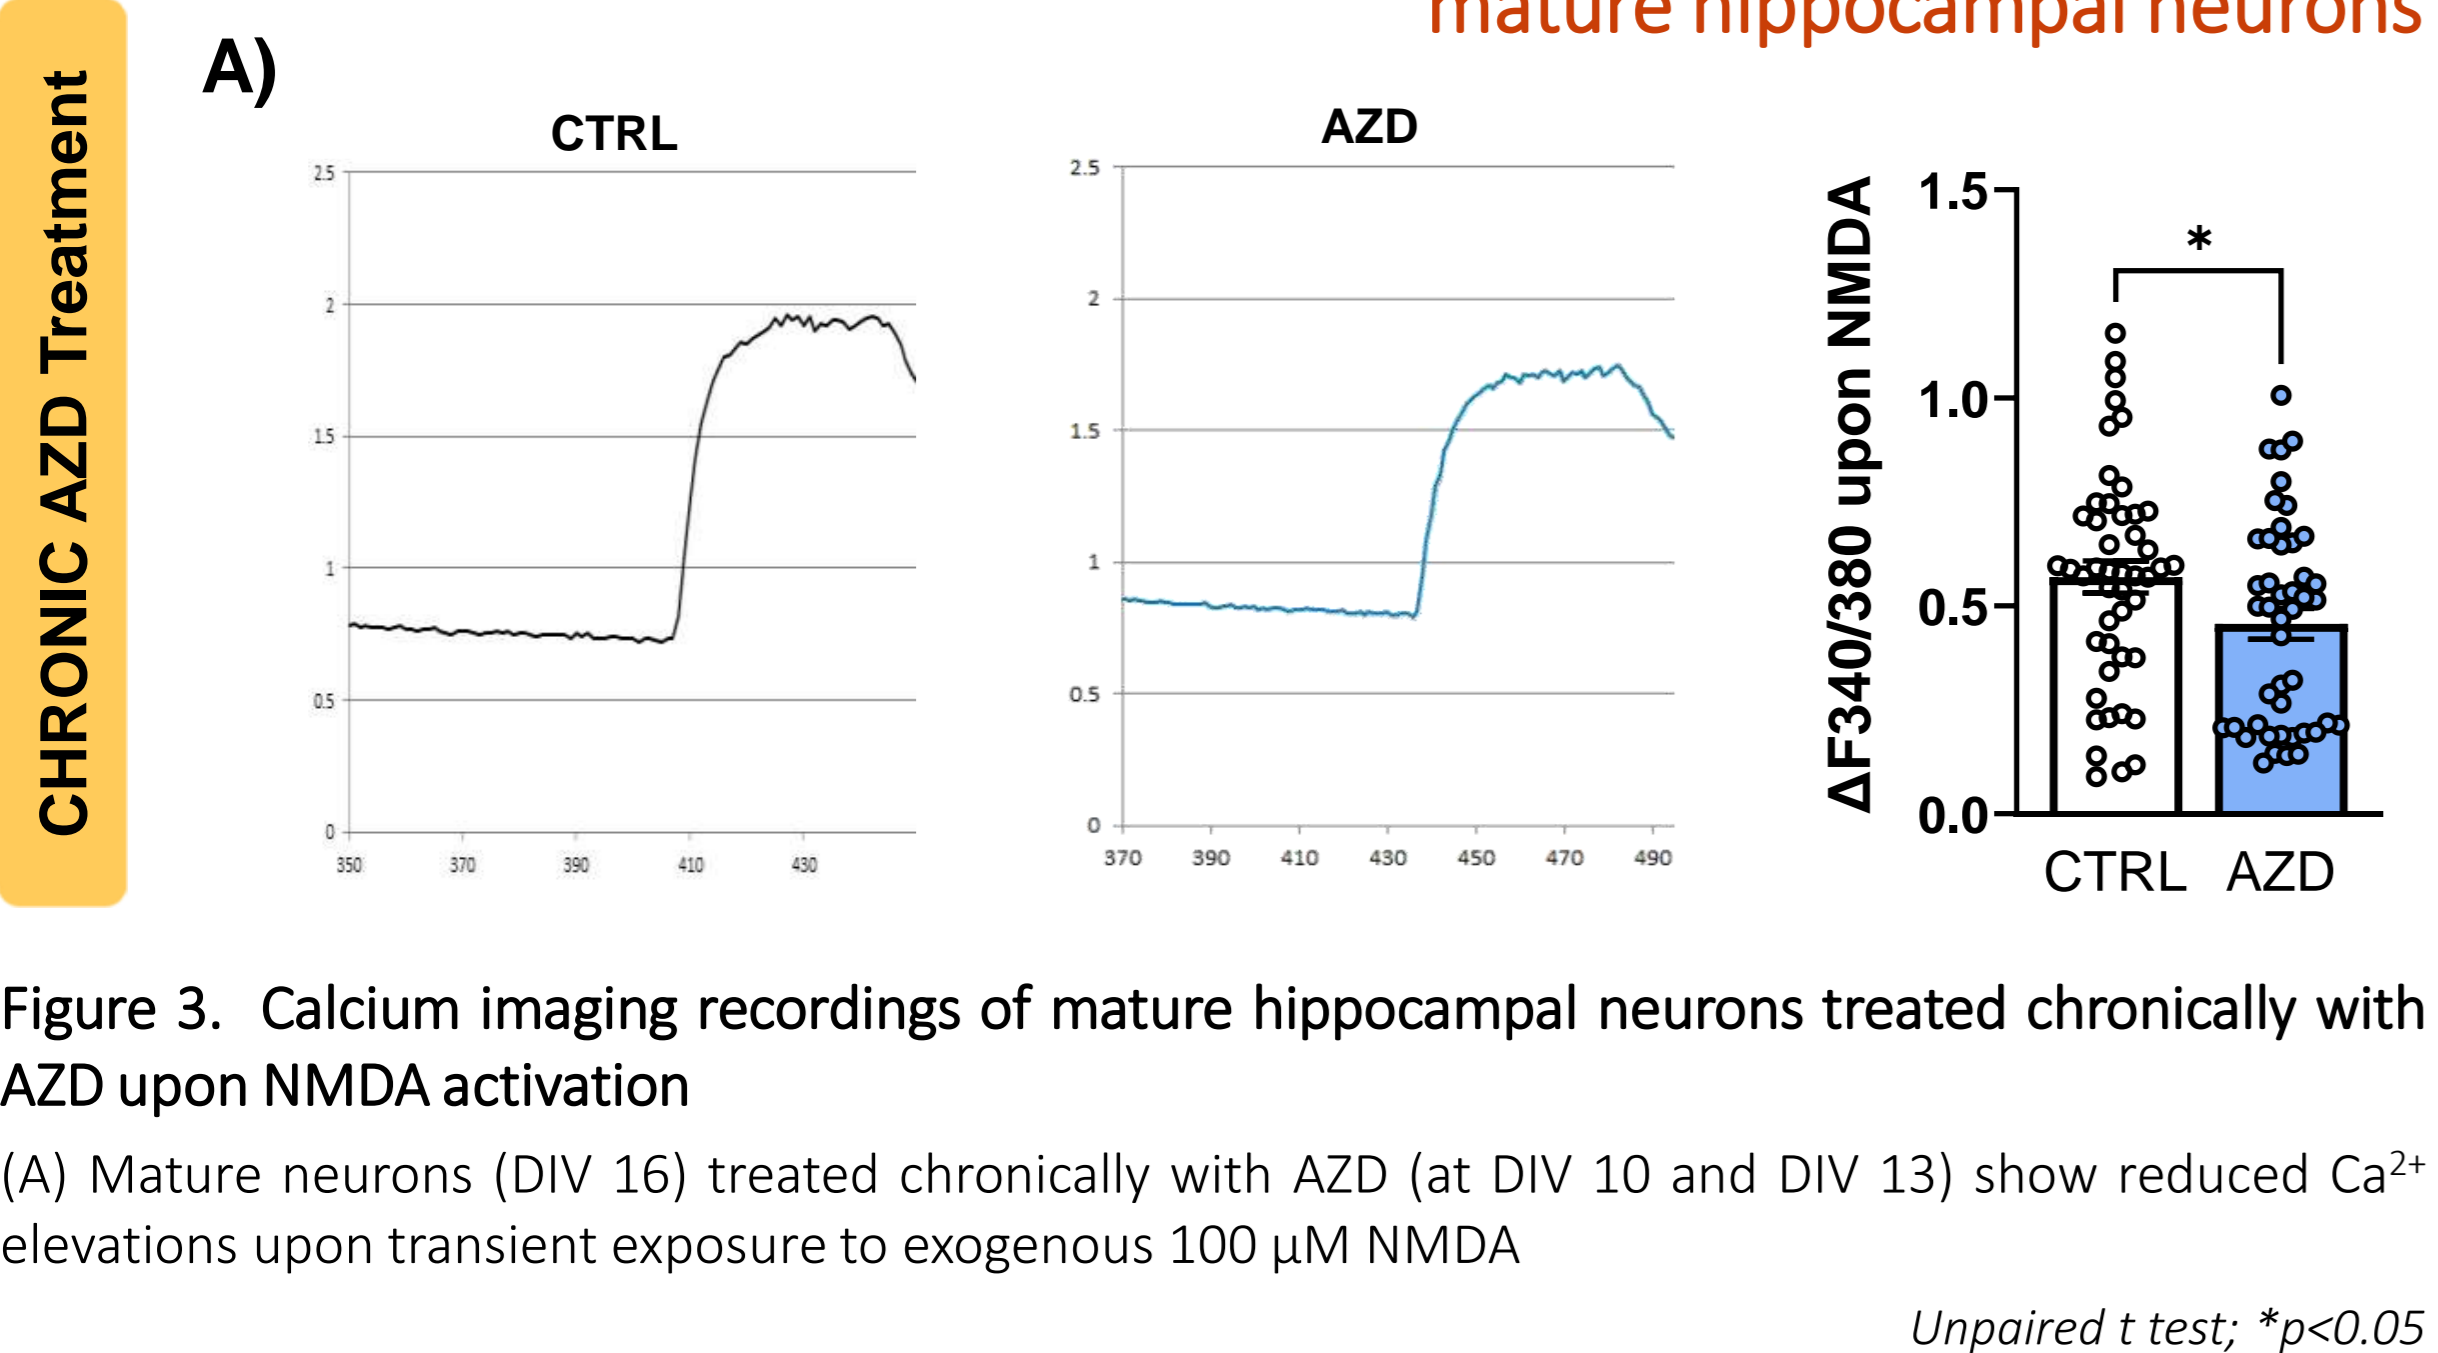 mature hippocampal neurons
CHRONIC AZD Treatment
A)
CTRL
2.5
2
1.5
1
0.5
0
350 370 390 410 430
AZD
2.5
2
1.5
1
0.5
0
370 390 410 430 450 470 490
ΔF340/380 upon NMDA
1.5
1.0
0.5
0.0
*
CTRL AZD
Figure 3. Calcium imaging recordings of mature hippocampal neurons treated chronically with
AZD upon NMDA activation
(A) Mature neurons (DIV 16) treated chronically with AZD (at DIV 10 and DIV 13) show reduced Ca²⁺
elevations upon transient exposure to exogenous 100 µM NMDA
Unpaired t test; *p<0.05